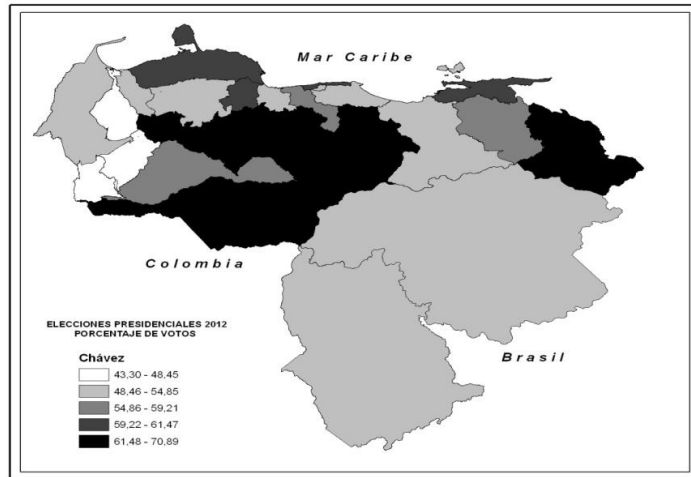 Mar Caribe
Colombia
Brasil
ELECCIONES PRESIDENCIALES 2012
PORCENTAJE DE VOTOS
Chávez
43,30 - 48,45
48,46 - 54,85
54,86 - 59,21
59,22 - 61,47
61,48 - 70,89